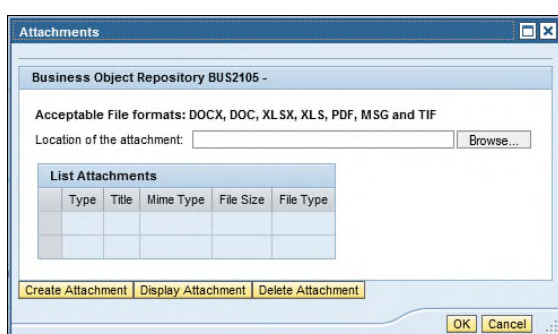 Attachments
Business Object Repository BUS2105 -
Acceptable File formats: DOCX, DOC, XLSX, XLS, PDF, MSG and TIF
Location of the attachment: Browse...
List Attachments
Type Title Mime Type File Size File Type
Create Attachment Display Attachment Delete Attachment
OK Cancel